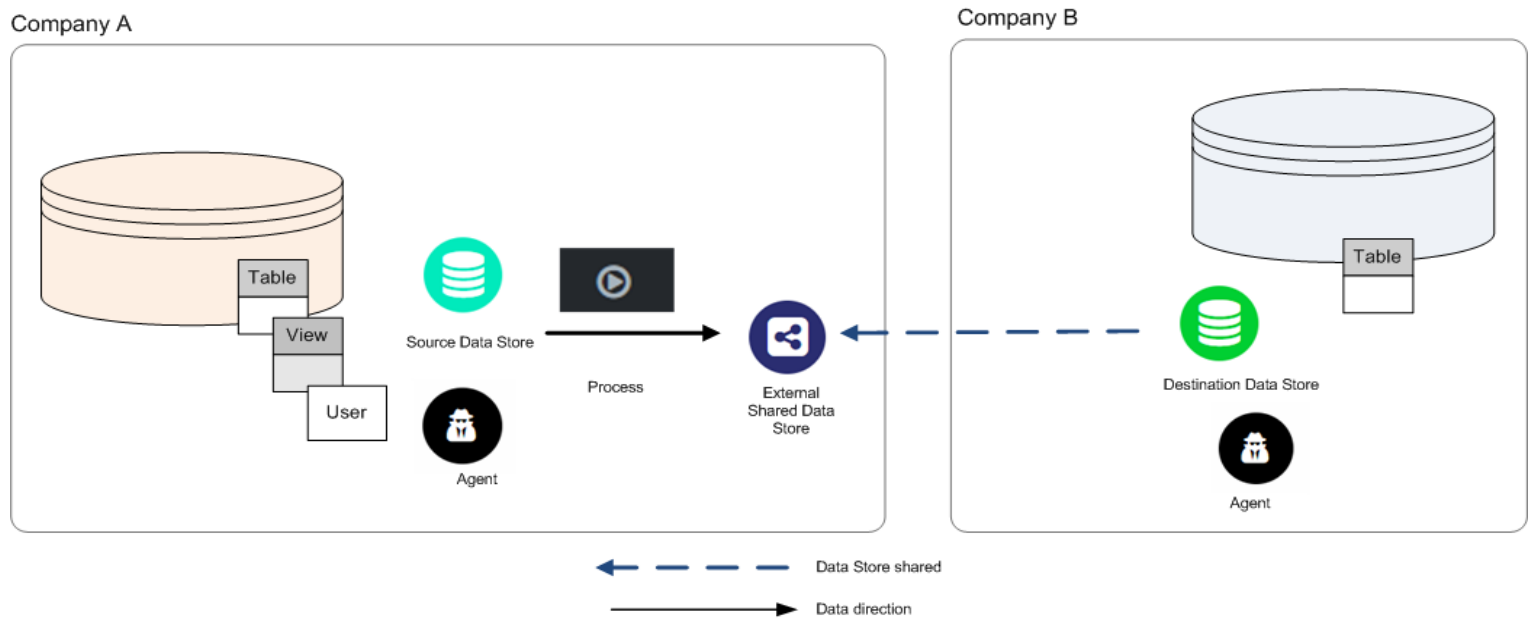 Company A
Company B
Table
View
User
Source Data Store
Agent
Process
External
Shared Data
Store
Table
Destination Data Store
Agent
Data Store shared
Data direction